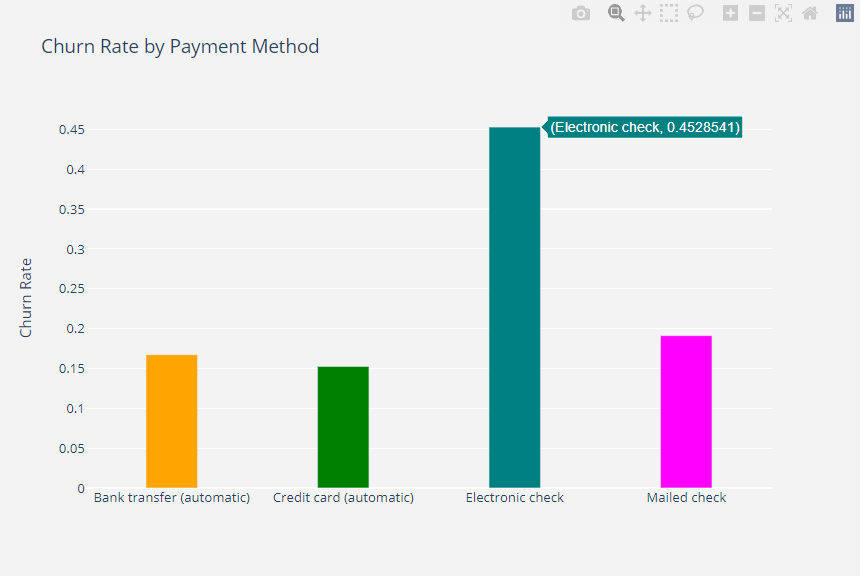 Churn Rate by Payment Method
0.45
(Electronic check, 0.4528541)
0.4
0.35
0.3
0.25
0.2
0.15
0.1
0.05
0
Churn Rate
Bank transfer (automatic)
Credit card (automatic)
Electronic check
Mailed check